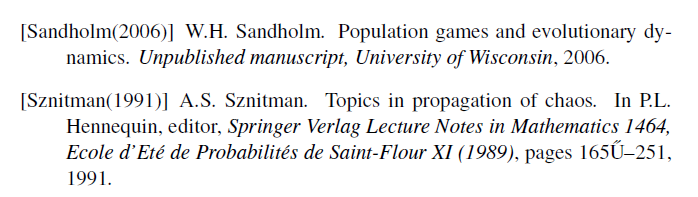 [Sandholm(2006)] W.H. Sandholm. Population games and evolutionary dy-
namics. Unpublished manuscript, University of Wisconsin, 2006.
[Sznitman(1991)] A.S. Sznitman. Topics in propagation of chaos. In P.L.
Hennequin, editor, Springer Verlag Lecture Notes in Mathematics 1464,
Ecole d'Eté de Probabilités de Saint-Flour XI (1989), pages 165Ű–251,
1991.